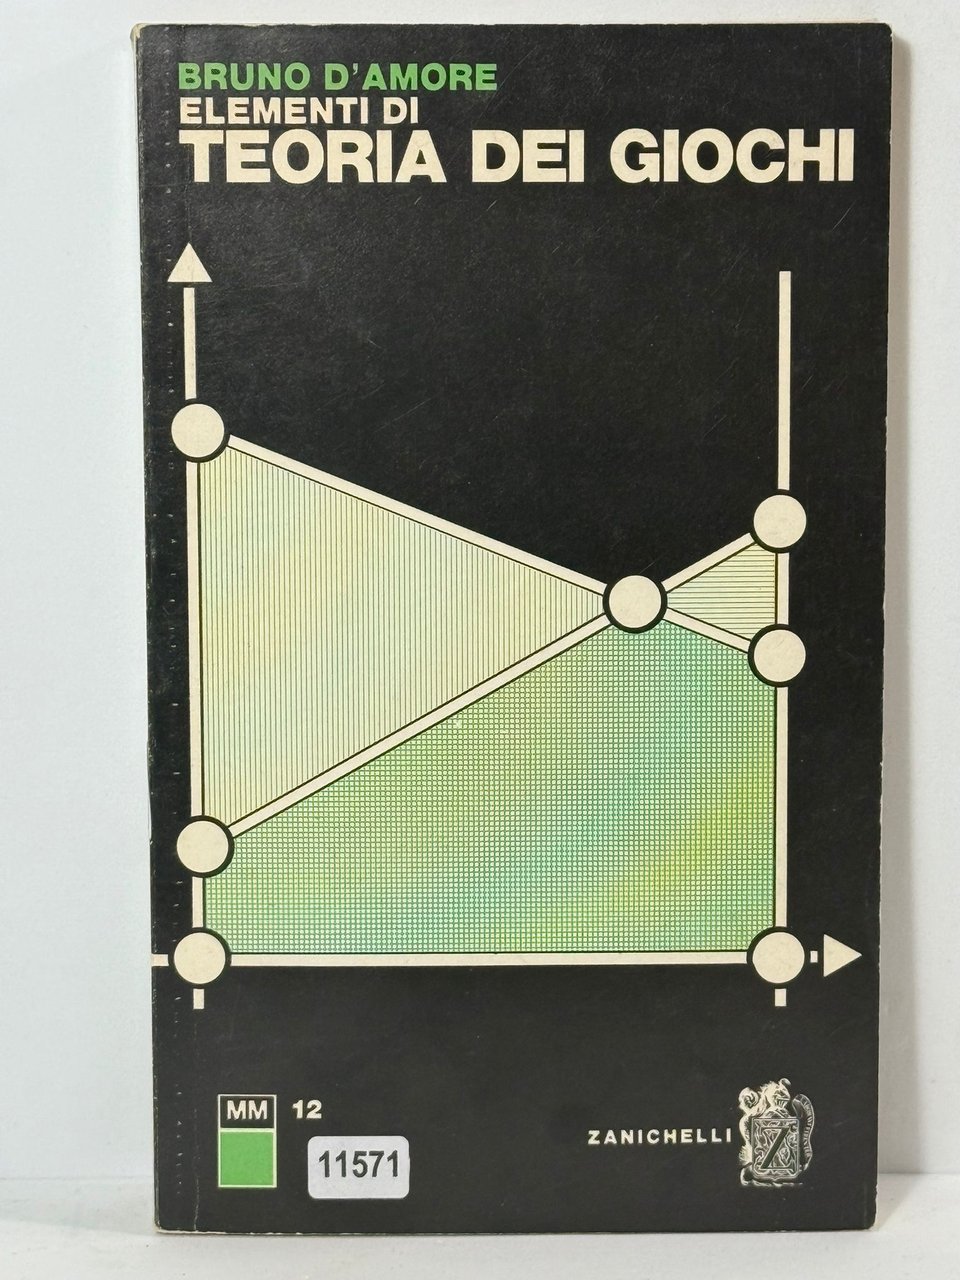 BRUNO D'AMORE
ELEMENTI DI
TEORIA DEI GIOCHI
MM 12
11571
ZANICHELLI
Z